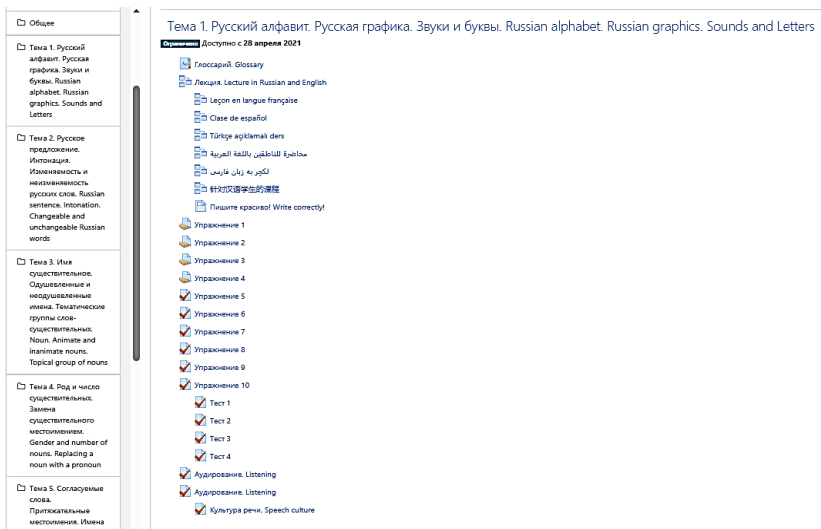 Общее
Тема 1. Русский
алфавит. Русская
графика. Звуки и
буквы. Russian
alphabet. Russian
graphics. Sounds and
Letters
Тема 2. Русское
предложение.
Интонация.
Изменяемость и
неизменяемость
русских слов. Russian
sentence. Intonation.
Changeable and
unchangeable Russian
words
Тема 3. Имя
существительное.
Одушевленные и
неодушевленные
имена. Тематические
группы слов-
существительных.
Noun. Animate and
inanimate nouns.
Topical group of nouns
Тема 4. Род и число
существительных.
Замена
существительного
местоимением.
Gender and number of
nouns. Replacing a
noun with a pronoun
Тема 5. Согласуемые
слова.
Притяжательные
местоимения. Имена
Тема 1. Русский алфавит. Русская графика. Звуки и буквы. Russian alphabet. Russian graphics. Sounds and Letters
Ограничено Доступно с 28 апреля 2021
Глоссарий. Glossary
Лекция. Lecture in Russian and English
Leçon en langue française
Clase de español
Türkçe açıklamalı ders
محاضرة للناطقين باللغة العربية
لکچر به زبان فارسی
针对汉语学生的课程
Пишите красиво! Write correctly!
Упражнение 1
Упражнение 2
Упражнение 3
Упражнение 4
Упражнение 5
Упражнение 6
Упражнение 7
Упражнение 8
Упражнение 9
Упражнение 10
Тест 1
Тест 2
Тест 3
Тест 4
Аудирование. Listening
Аудирование. Listening
Культура речи. Speech culture